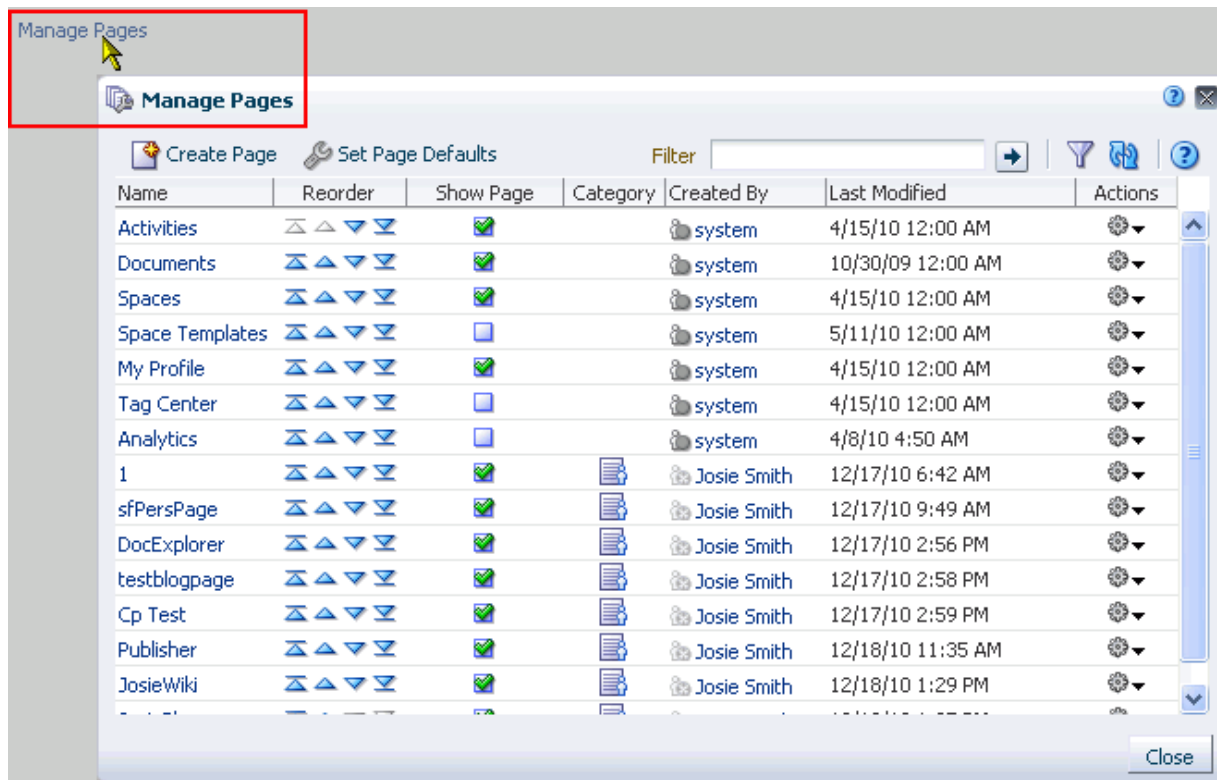 Manage Pages
Manage Pages
Create Page Set Page Defaults Filter
Name Reorder Show Page Category Created By Last Modified Actions
Activities system 4/15/10 12:00 AM
Documents system 10/30/09 12:00 AM
Spaces system 4/15/10 12:00 AM
Space Templates system 5/11/10 12:00 AM
My Profile system 4/15/10 12:00 AM
Tag Center system 4/15/10 12:00 AM
Analytics system 4/8/10 4:50 AM
1 Josie Smith 12/17/10 6:42 AM
sfPersPage Josie Smith 12/17/10 9:49 AM
DocExplorer Josie Smith 12/17/10 2:56 PM
testblogpage Josie Smith 12/17/10 2:58 PM
Cp Test Josie Smith 12/17/10 2:59 PM
Publisher Josie Smith 12/18/10 11:35 AM
JosieWiki Josie Smith 12/18/10 1:29 PM
Close